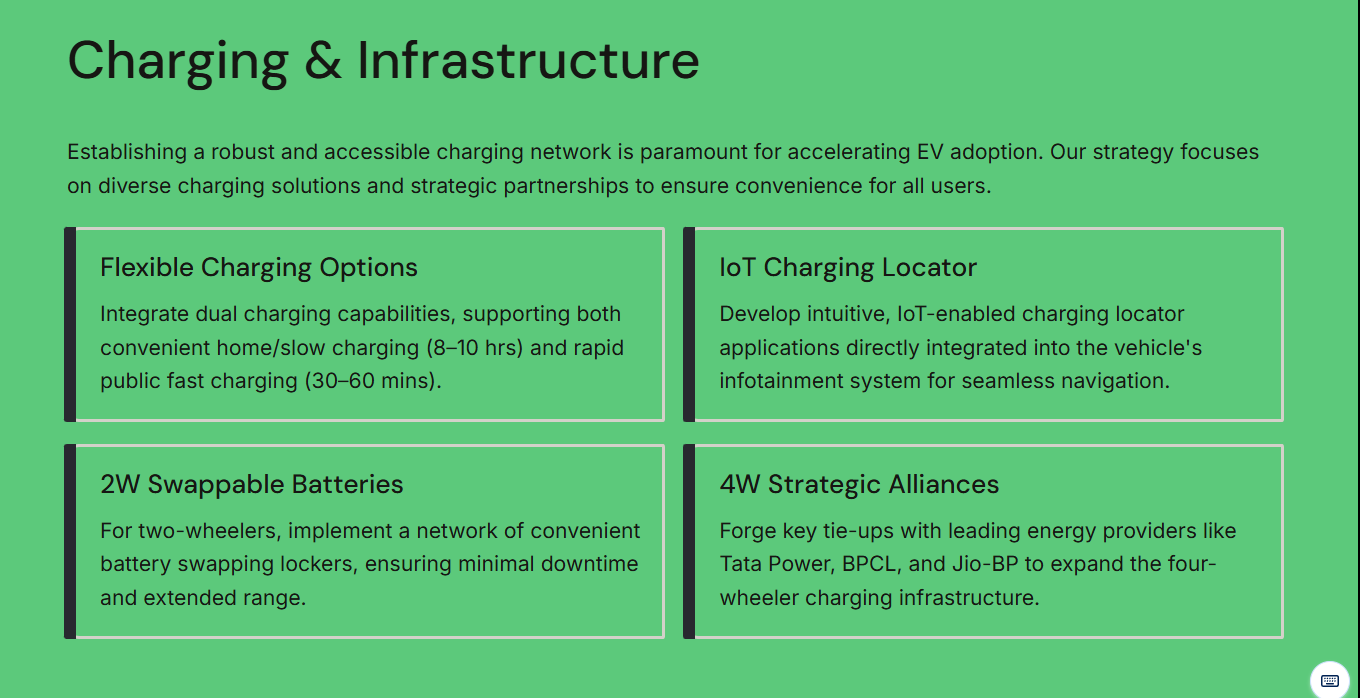 Charging & Infrastructure
Establishing a robust and accessible charging network is paramount for accelerating EV adoption. Our strategy focuses
on diverse charging solutions and strategic partnerships to ensure convenience for all users.
Flexible Charging Options
Integrate dual charging capabilities, supporting both
convenient home/slow charging (8–10 hrs) and rapid
public fast charging (30–60 mins).
IoT Charging Locator
Develop intuitive, IoT-enabled charging locator
applications directly integrated into the vehicle's
infotainment system for seamless navigation.
2W Swappable Batteries
For two-wheelers, implement a network of convenient
battery swapping lockers, ensuring minimal downtime
and extended range.
4W Strategic Alliances
Forge key tie-ups with leading energy providers like
Tata Power, BPCL, and Jio-BP to expand the four-
wheeler charging infrastructure.